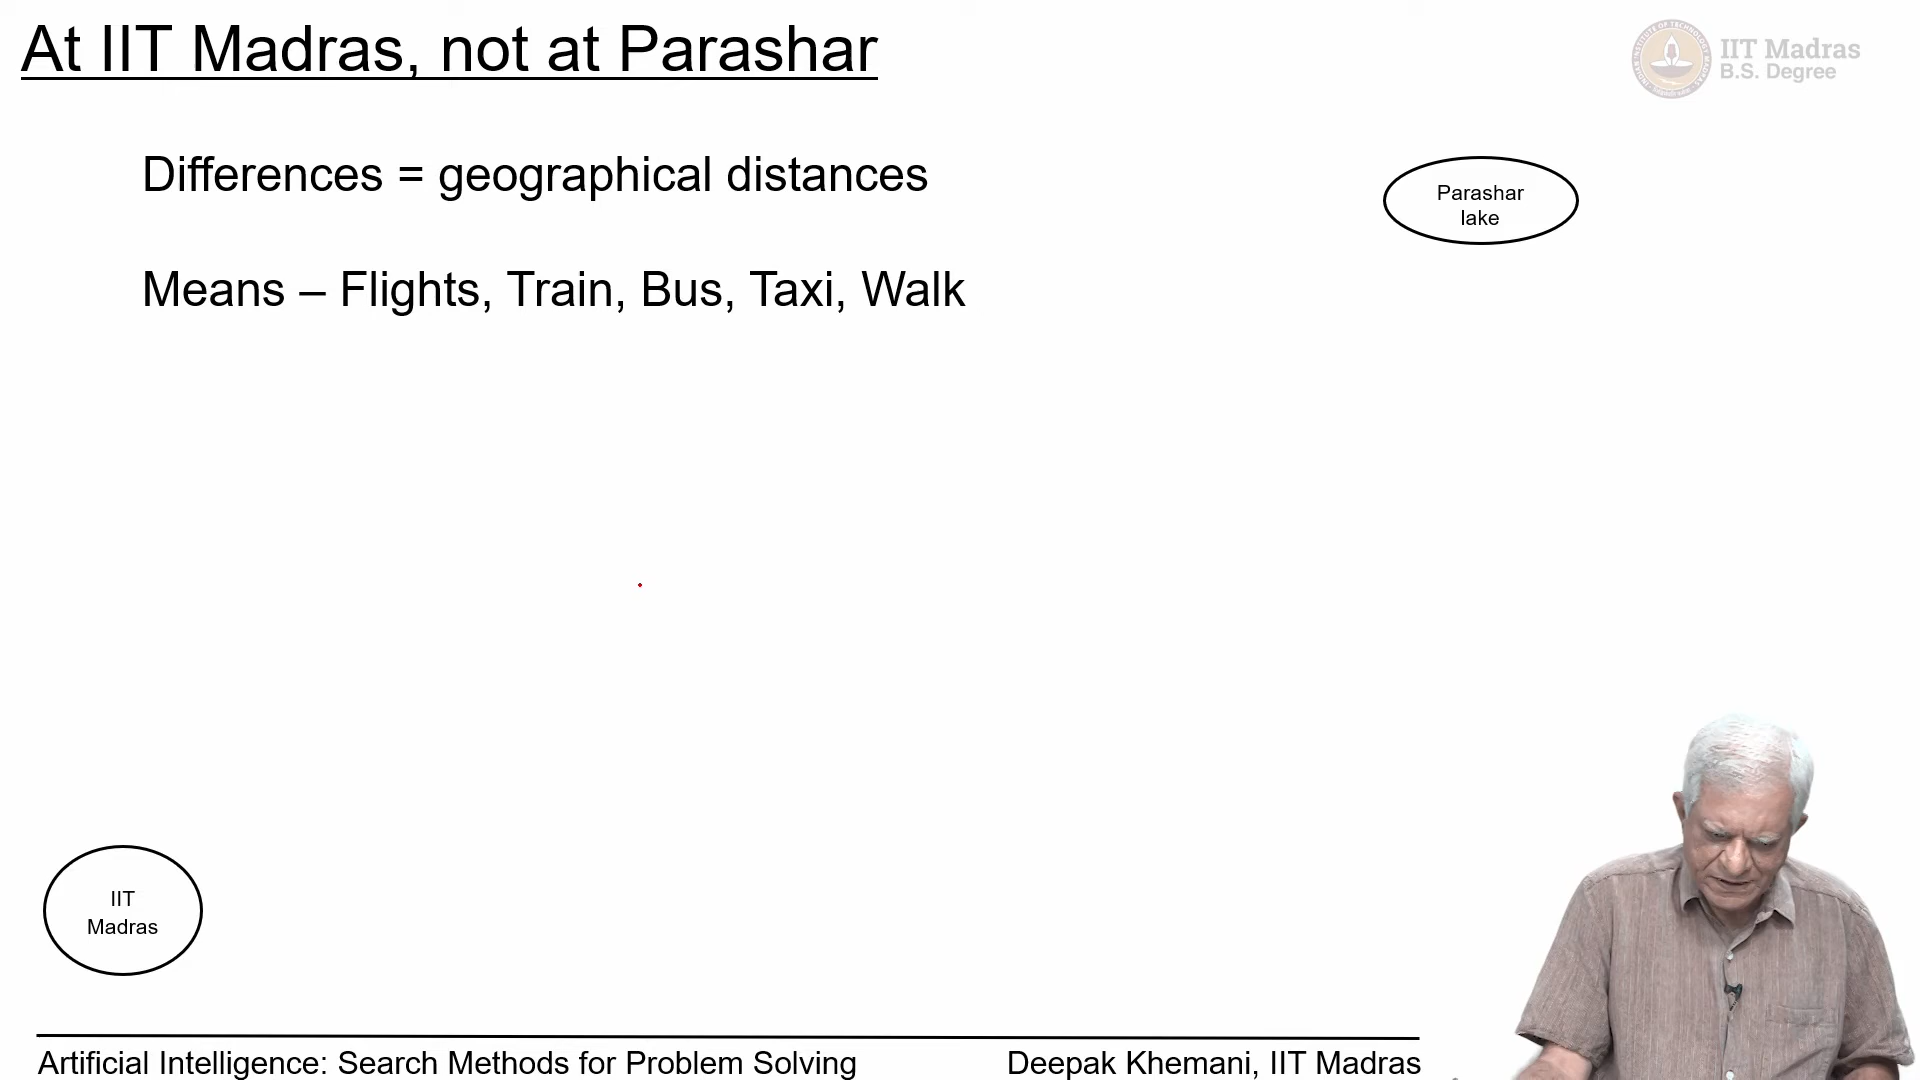 At IIT Madras, not at Parashar
IIT Madras
B.S. Degree
Differences = geographical distances
Parashar
lake
Means – Flights, Train, Bus, Taxi, Walk
IIT
Madras
Artificial Intelligence: Search Methods for Problem Solving
Deepak Khemani, IIT Madras